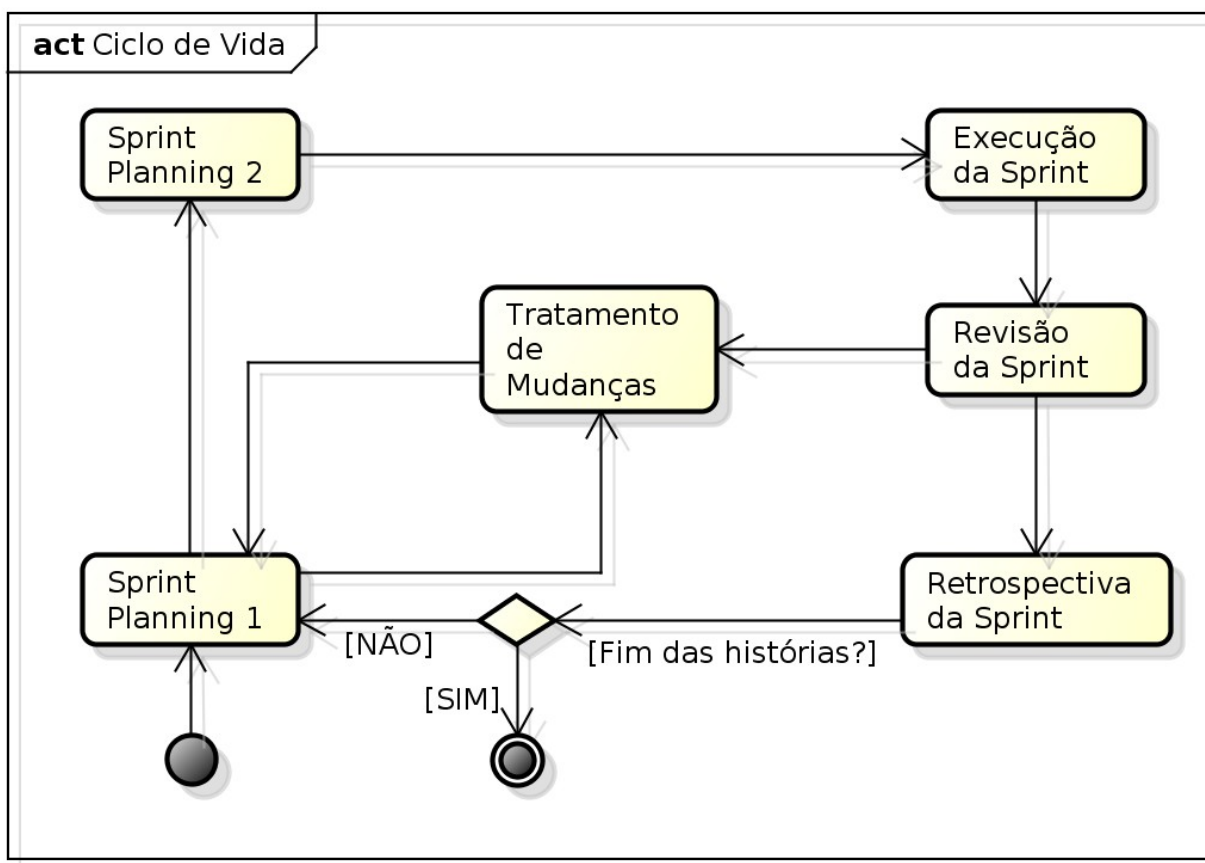 act Ciclo de Vida
Sprint
Planning 2
Execução
da Sprint
Tratamento
de
Mudanças
Revisão
da Sprint
Sprint
Planning 1
Retrospectiva
da Sprint
[NÃO]
[Fim das histórias?]
[SIM]